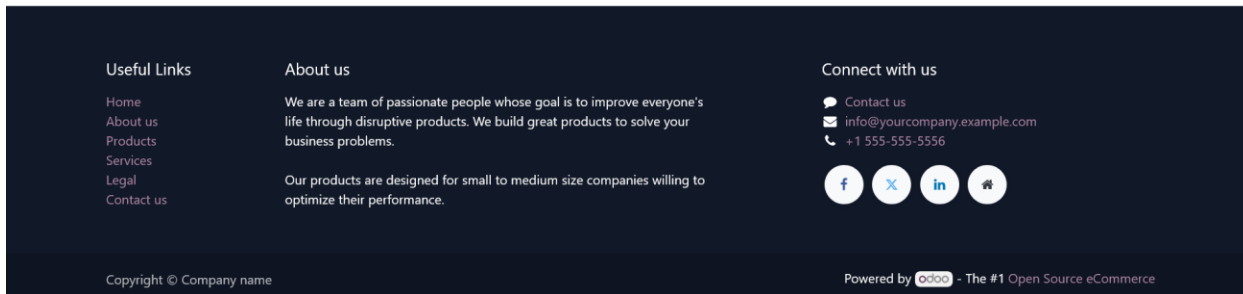 Useful Links
Home
About us
Products
Services
Legal
Contact us
About us
We are a team of passionate people whose goal is to improve everyone's
life through disruptive products. We build great products to solve your
business problems.
Our products are designed for small to medium size companies willing to
optimize their performance.
Connect with us
Contact us
info@yourcompany.example.com
+1 555-555-5556
Copyright © Company name
Powered by odoo - The #1 Open Source eCommerce